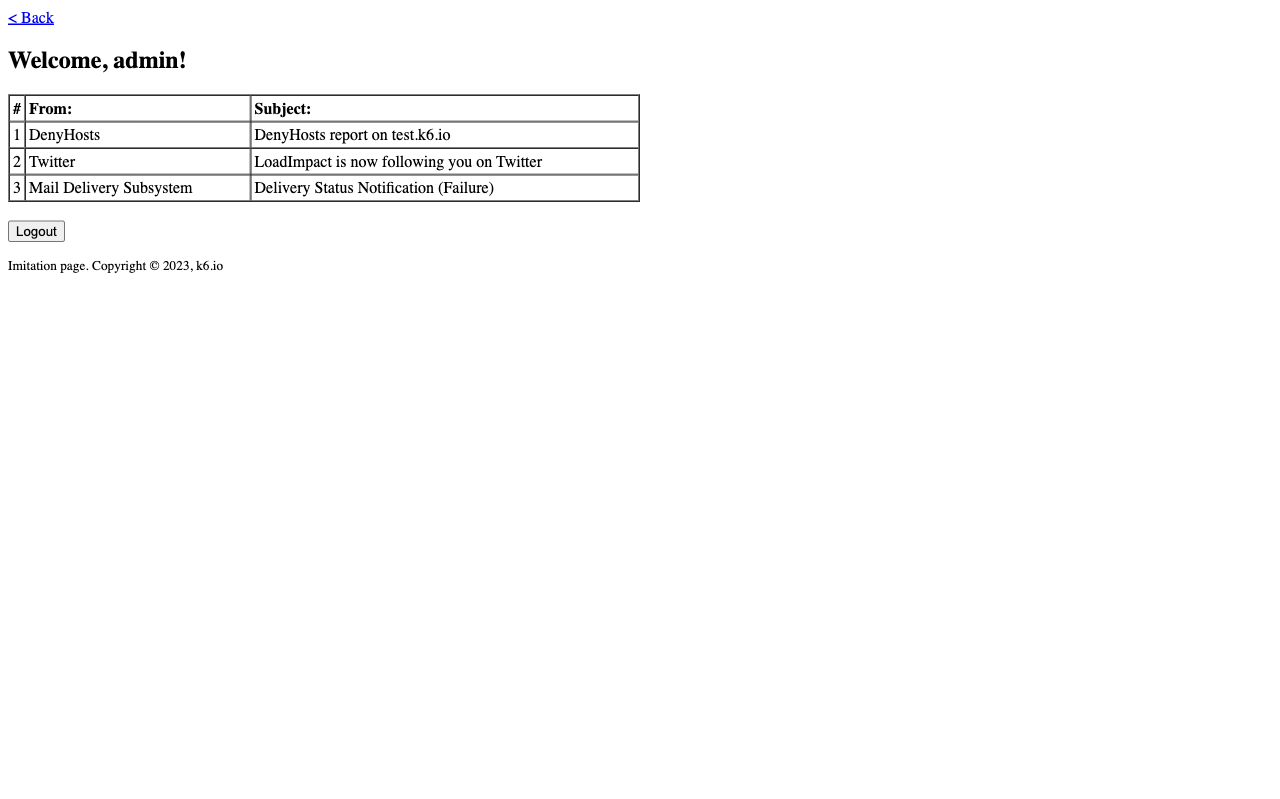 < Back
Welcome, admin!
# From: Subject:
1 DenyHosts DenyHosts report on test.k6.io
2 Twitter LoadImpact is now following you on Twitter
3 Mail Delivery Subsystem Delivery Status Notification (Failure)
Logout
Imitation page. Copyright © 2023, k6.io